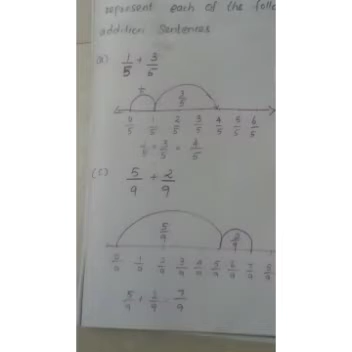 represent each of the foll
addition sentences
(a) 1/5 + 3/5
1/5 3/5
0/5 1/5 2/5 3/5 4/5 5/5 6/5
1/5 + 3/5 = 4/5
(c) 5/9 + 2/9
5/9 2/9
0/9 1/9 2/9 3/9 4/9 5/9 6/9 7/9 8/9
5/9 + 2/9 7/9